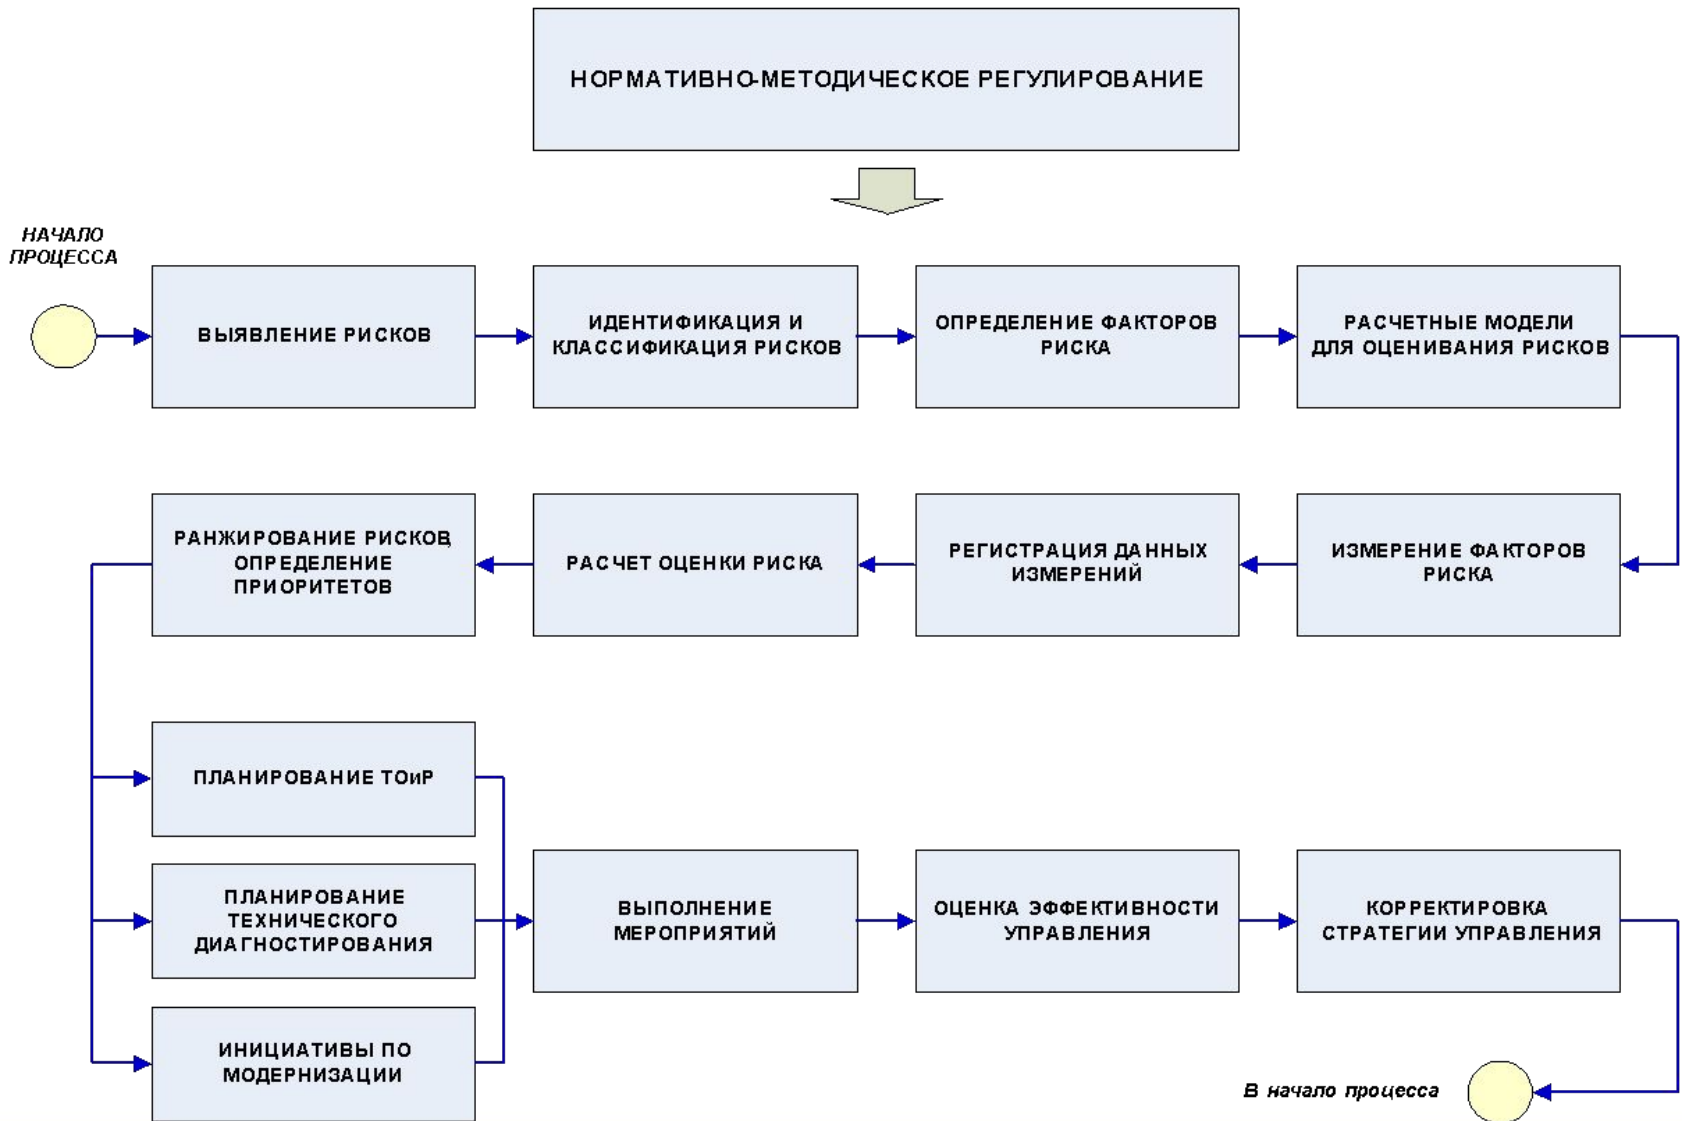 НОРМАТИВНО-МЕТОДИЧЕСКОЕ РЕГУЛИРОВАНИЕ
НАЧАЛО
ПРОЦЕССА
ВЫЯВЛЕНИЕ РИСКОВ
ИДЕНТИФИКАЦИЯ И
КЛАССИФИКАЦИЯ РИСКОВ
ОПРЕДЕЛЕНИЕ ФАКТОРОВ
РИСКА
РАСЧЕТНЫЕ МОДЕЛИ
ДЛЯ ОЦЕНИВАНИЯ РИСКОВ
ИЗМЕРЕНИЕ ФАКТОРОВ
РИСКА
РЕГИСТРАЦИЯ ДАННЫХ
ИЗМЕРЕНИЙ
РАСЧЕТ ОЦЕНКИ РИСКА
РАНЖИРОВАНИЕ РИСКОВ,
ОПРЕДЕЛЕНИЕ
ПРИОРИТЕТОВ
ПЛАНИРОВАНИЕ ТОиР
ПЛАНИРОВАНИЕ
ТЕХНИЧЕСКОГО
ДИАГНОСТИРОВАНИЯ
ИНИЦИАТИВЫ ПО
МОДЕРНИЗАЦИИ
ВЫПОЛНЕНИЕ
МЕРОПРИЯТИЙ
ОЦЕНКА ЭФФЕКТИВНОСТИ
УПРАВЛЕНИЯ
КОРРЕКТИРОВКА
СТРАТЕГИИ УПРАВЛЕНИЯ
В начало процесса